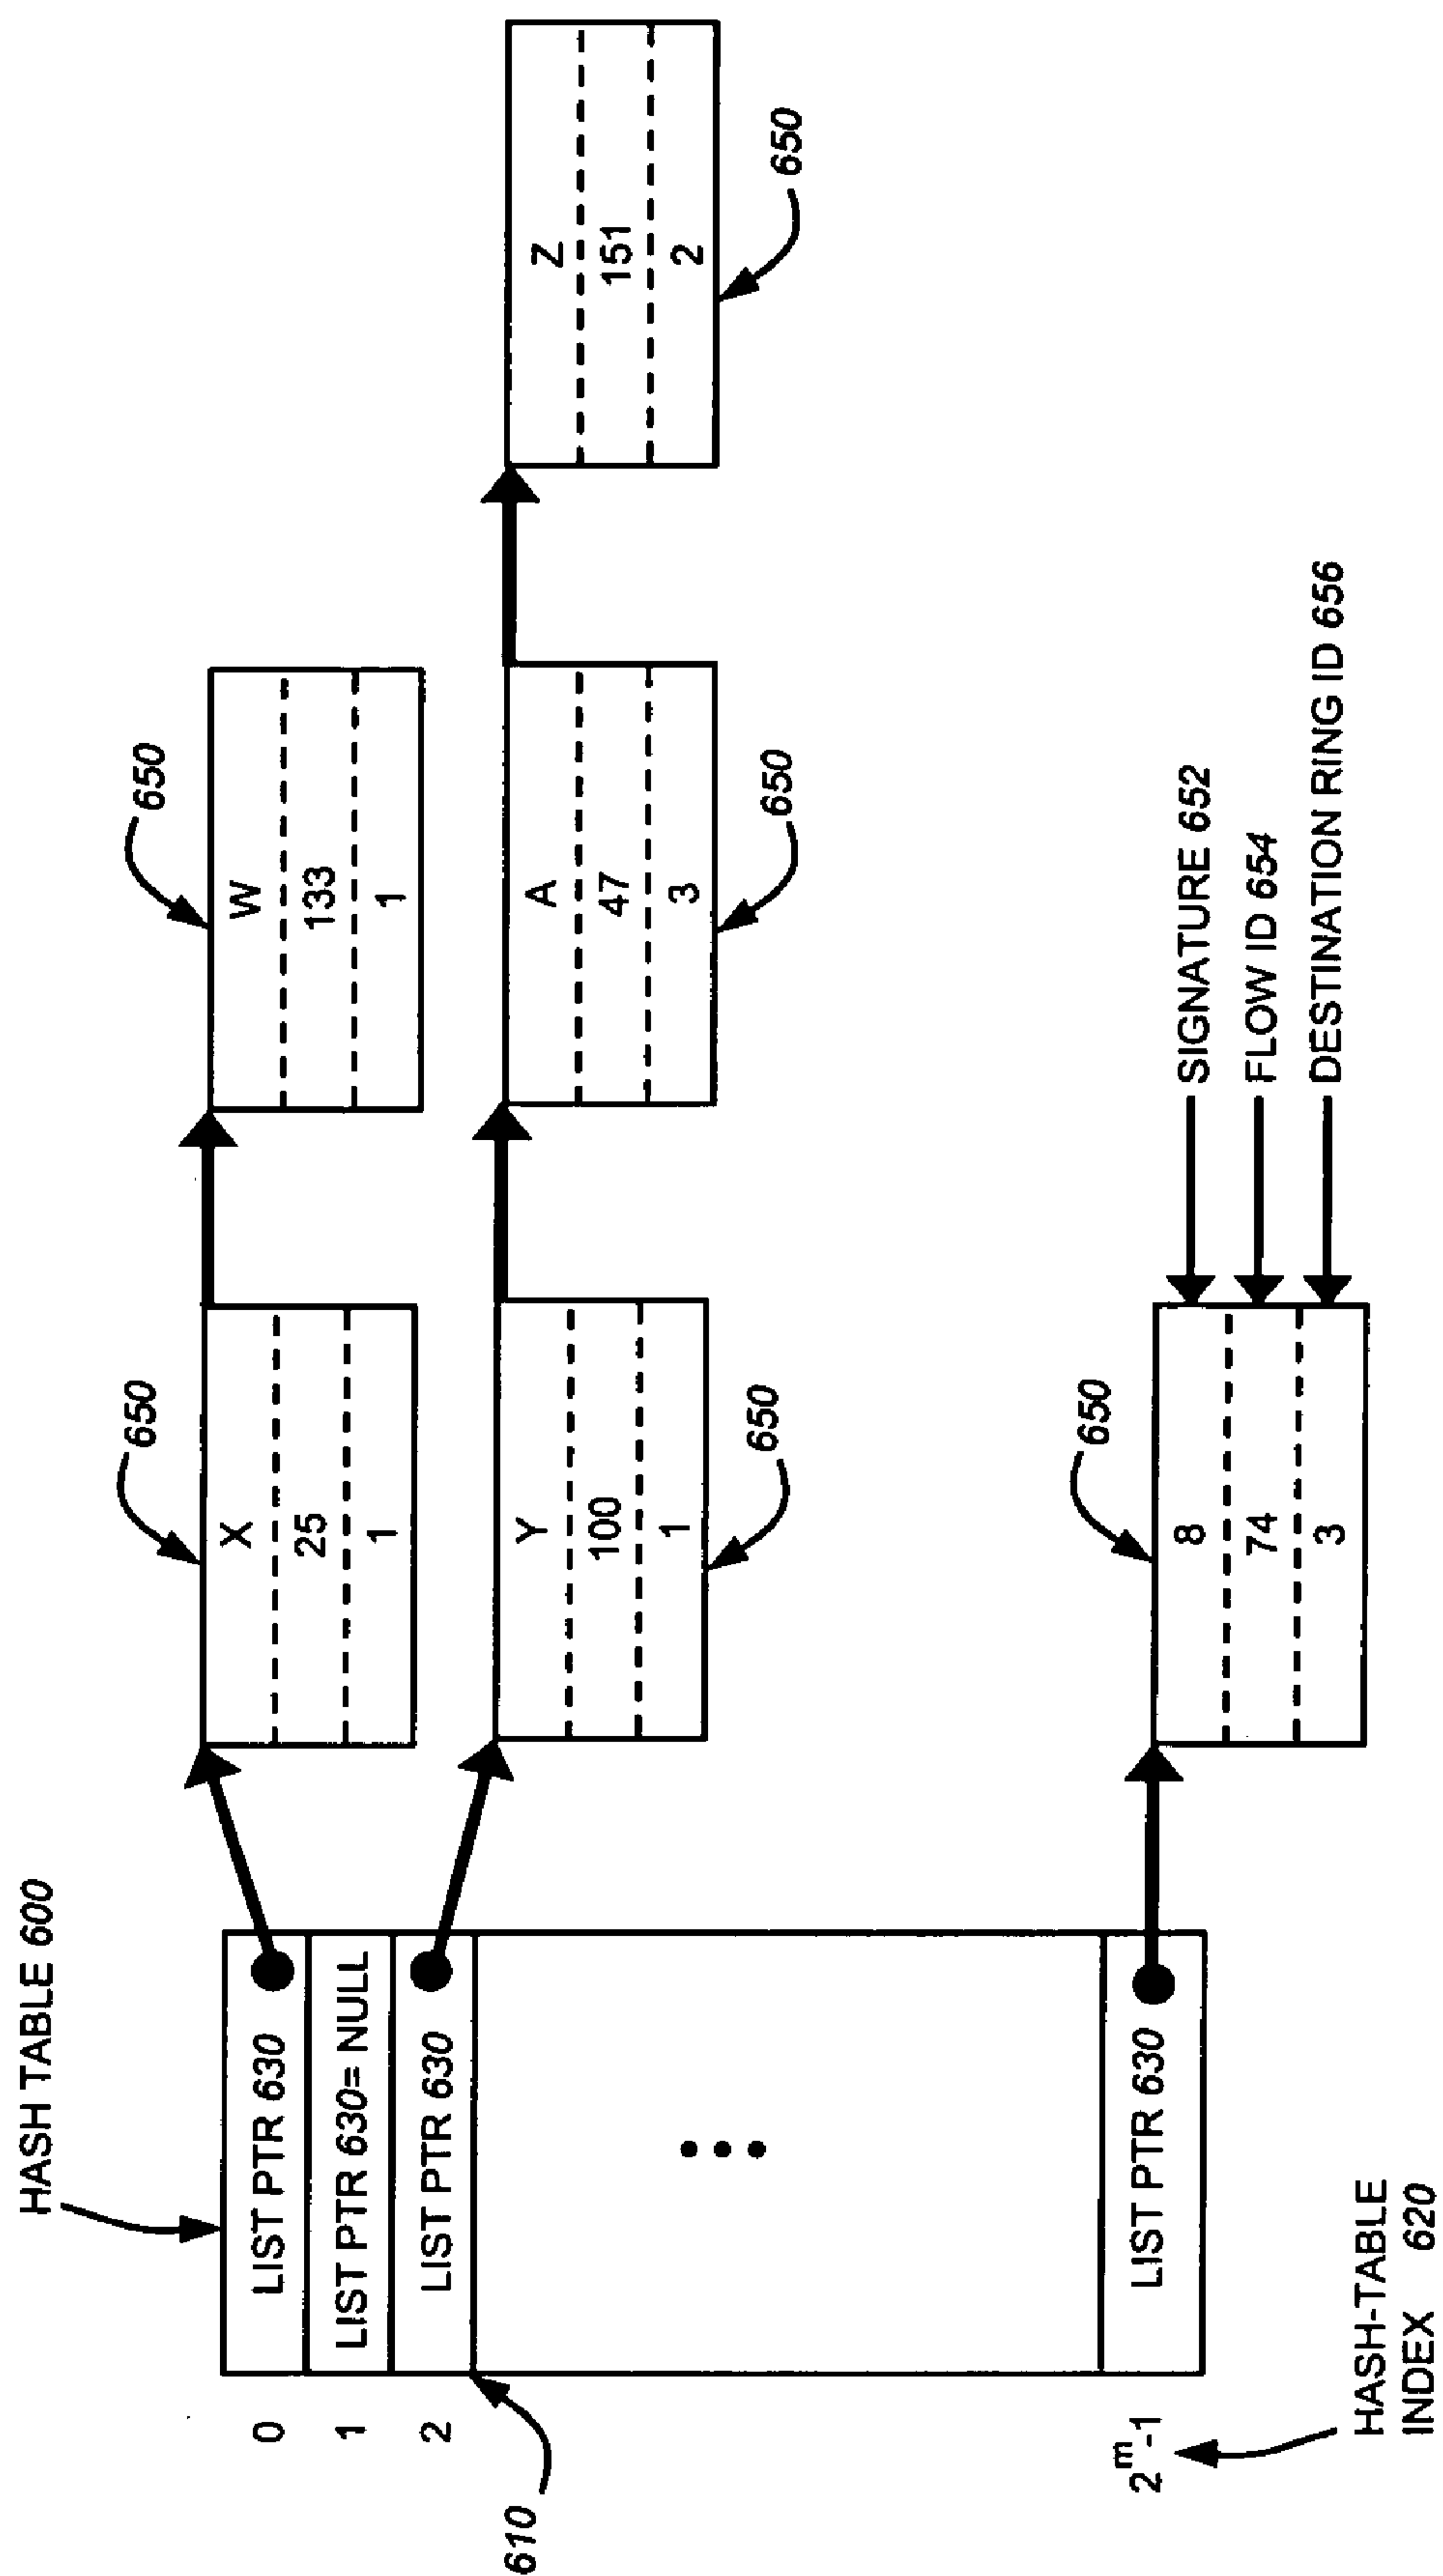 HASH TABLE 600
0
LIST PTR 630
1
LIST PTR 630= NULL
2
LIST PTR 630
610
• • •
2^m-1
LIST PTR 630
HASH-TABLE
INDEX 620
650
X
25
1
650
W
133
1
Y
100
1
650
A
47
3
650
Z
151
2
650
650
8
74
3
SIGNATURE 652
FLOW ID 654
DESTINATION RING ID 656